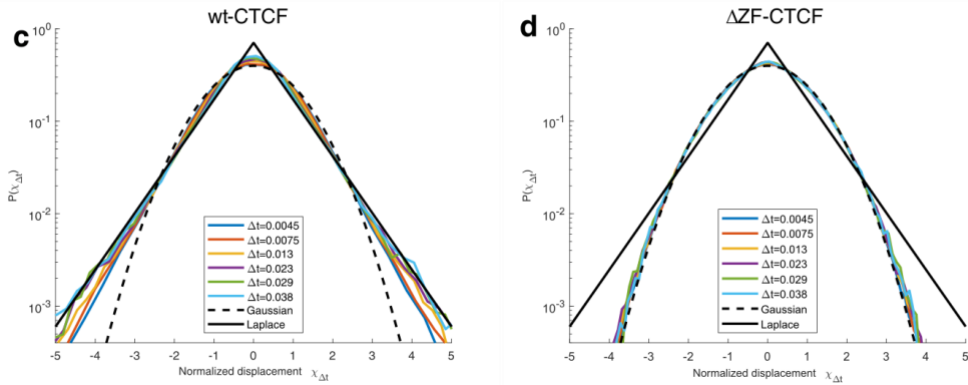 c
wt-CTCF
10^0
10^-1
10^-2
10^-3
P(χ_Δt)
Δt=0.0045
Δt=0.0075
Δt=0.013
Δt=0.023
Δt=0.029
Δt=0.038
Gaussian
Laplace
-5 -4 -3 -2 -1 0 1 2 3 4 5
Normalized displacement χ_Δt
d
ΔZF-CTCF
10^0
10^-1
10^-2
10^-3
P(χ_Δt)
Δt=0.0045
Δt=0.0075
Δt=0.013
Δt=0.023
Δt=0.029
Δt=0.038
Gaussian
Laplace
-5 -4 -3 -2 -1 0 1 2 3 4 5
Normalized displacement χ_Δt